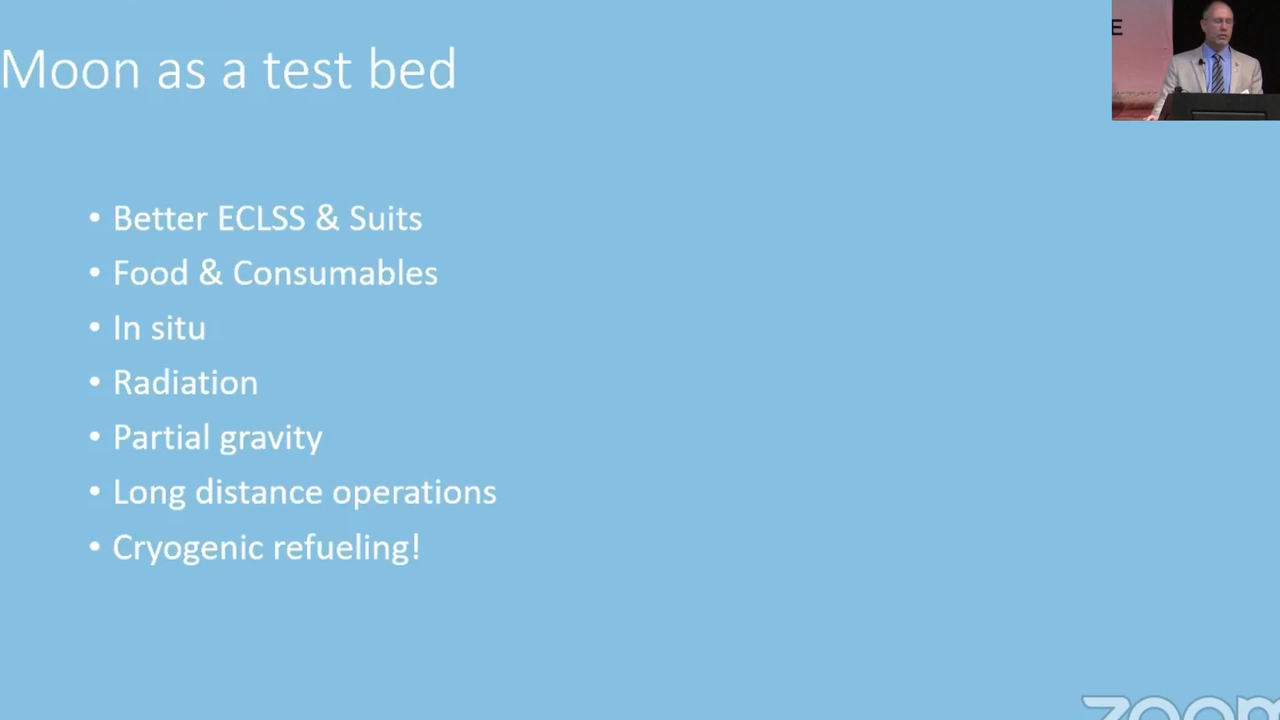 Moon as a test bed
E
• Better ECLSS & Suits
• Food & Consumables
• In situ
• Radiation
• Partial gravity
• Long distance operations
• Cryogenic refueling!
zoom